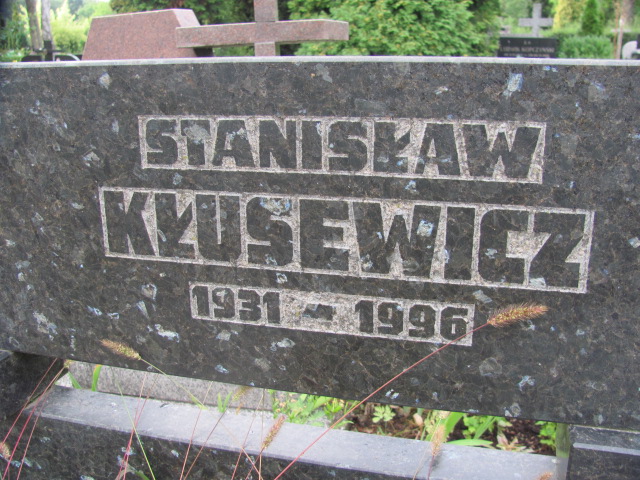 STANISŁAW
KŁUSEWICZ
1931 – 1996